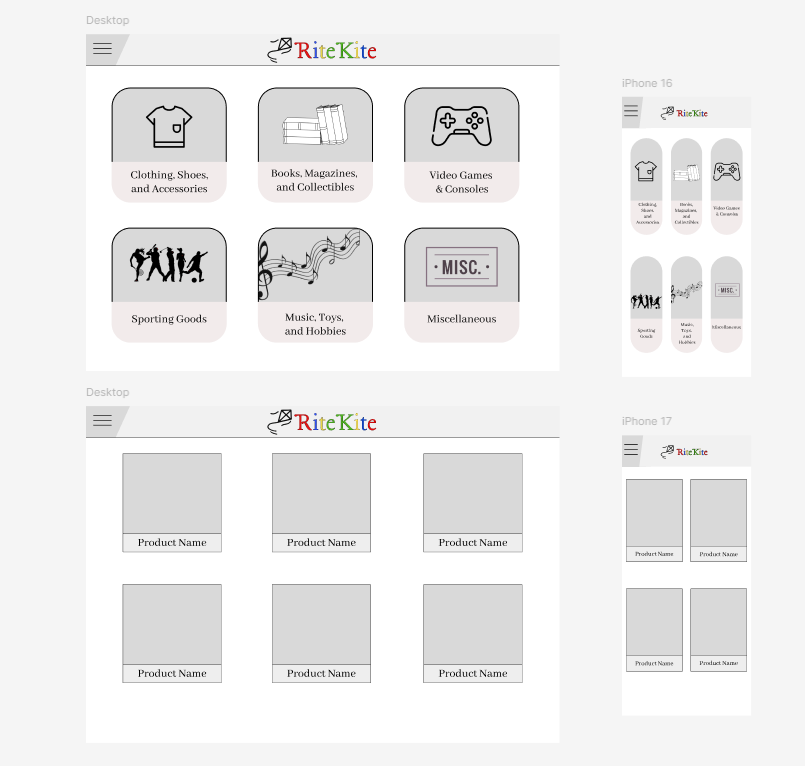 Desktop
RiteKite
Clothing, Shoes,
and Accessories
Books, Magazines,
and Collectibles
Video Games
& Consoles
Sporting Goods
Music, Toys,
and Hobbies
MISC.
Miscellaneous
iPhone 16
RiteKite
Clothing,
Shoes
and
Accessories
Books,
Magazines,
and
Collectibles
Video Games
& Consoles
Sporting
Goods
Music,
Toys,
and
Hobbies
MISC.
Miscellaneous
Desktop
RiteKite
Product Name
Product Name
Product Name
Product Name
Product Name
Product Name
iPhone 17
RiteKite
Product Name
Product Name
Product Name
Product Name